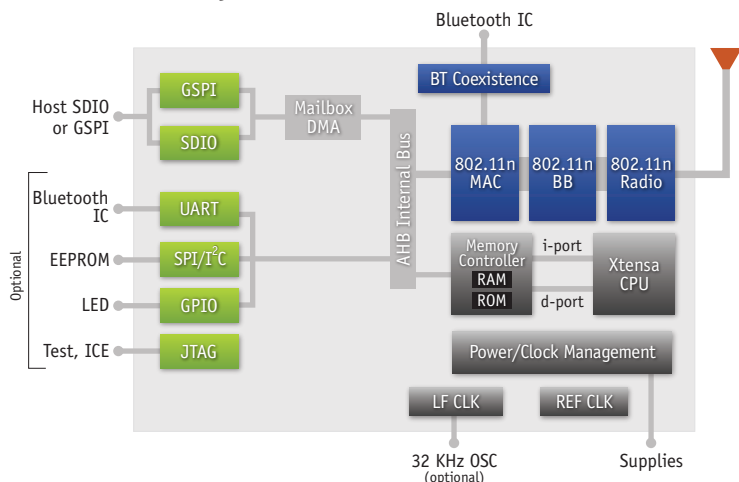 Bluetooth IC
GSPI
BT Coexistence
Host SDIO
or GSPI
Mailbox
DMA
SDIO
AHB Internal Bus
802.11n
MAC
802.11n
BB
802.11n
Radio
Optional
Bluetooth
IC
UART
EEPROM
SPI/I²C
Memory
Controller
RAM
ROM
i-port
d-port
Xtensa
CPU
LED
GPIO
Test, ICE
JTAG
Power/Clock Management
LF CLK
REF CLK
32 KHz OSC
(optional)
Supplies